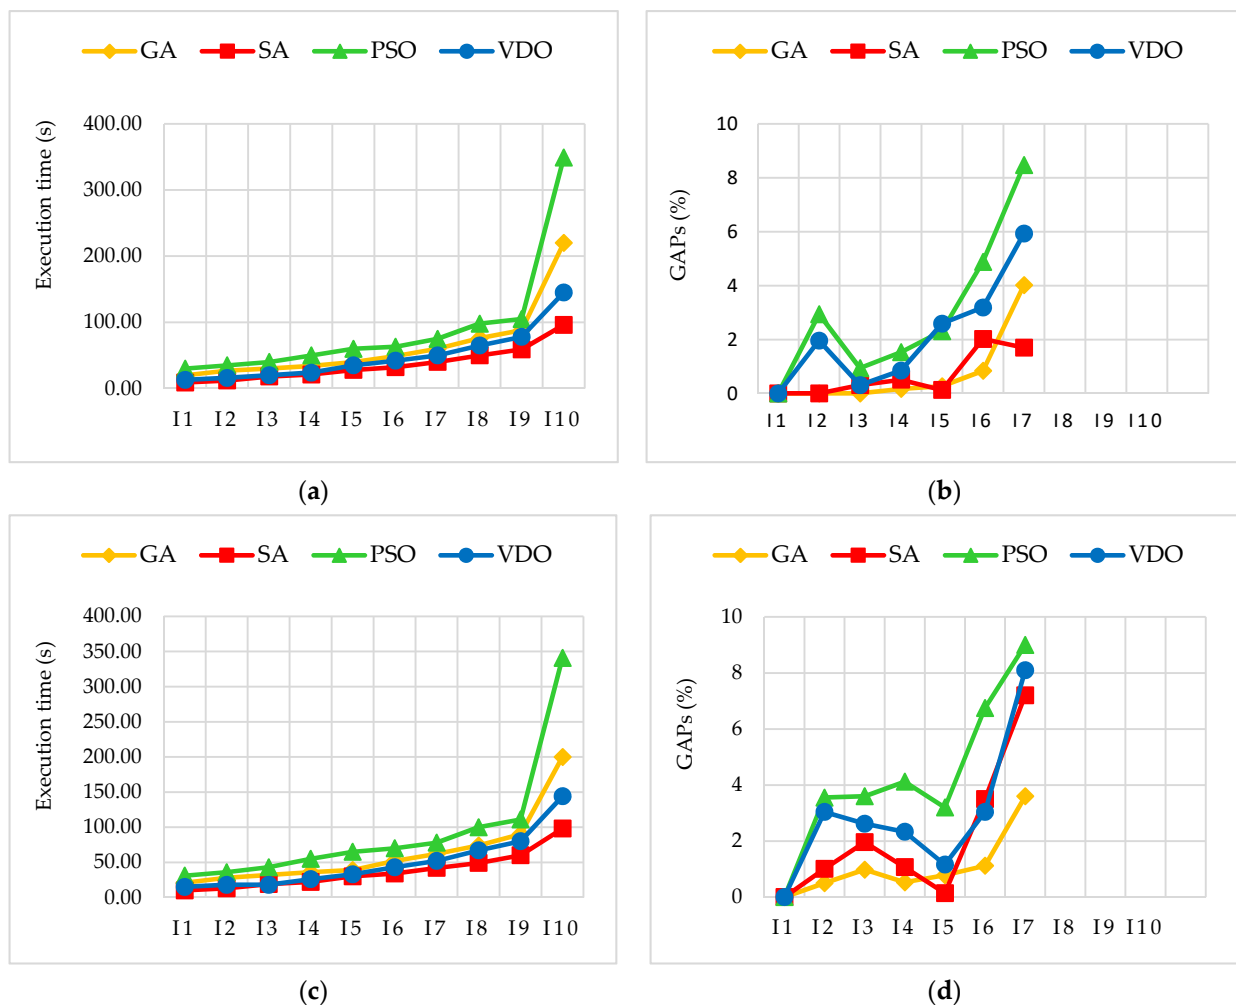 GA SA PSO VDO
Execution time (s)
400.00
300.00
200.00
100.00
0.00
I1 I2 I3 I4 I5 I6 I7 I8 I9 I10
(a)
GA SA PSO VDO
GAPs (%)
10
8
6
4
2
0
I1 I2 I3 I4 I5 I6 I7 I8 I9 I10
(b)
GA SA PSO VDO
Execution time (s)
400.00
350.00
300.00
250.00
200.00
150.00
100.00
50.00
0.00
I1 I2 I3 I4 I5 I6 I7 I8 I9 I10
(c)
GA SA PSO VDO
GAPs (%)
10
8
6
4
2
0
I1 I2 I3 I4 I5 I6 I7 I8 I9 I10
(d)